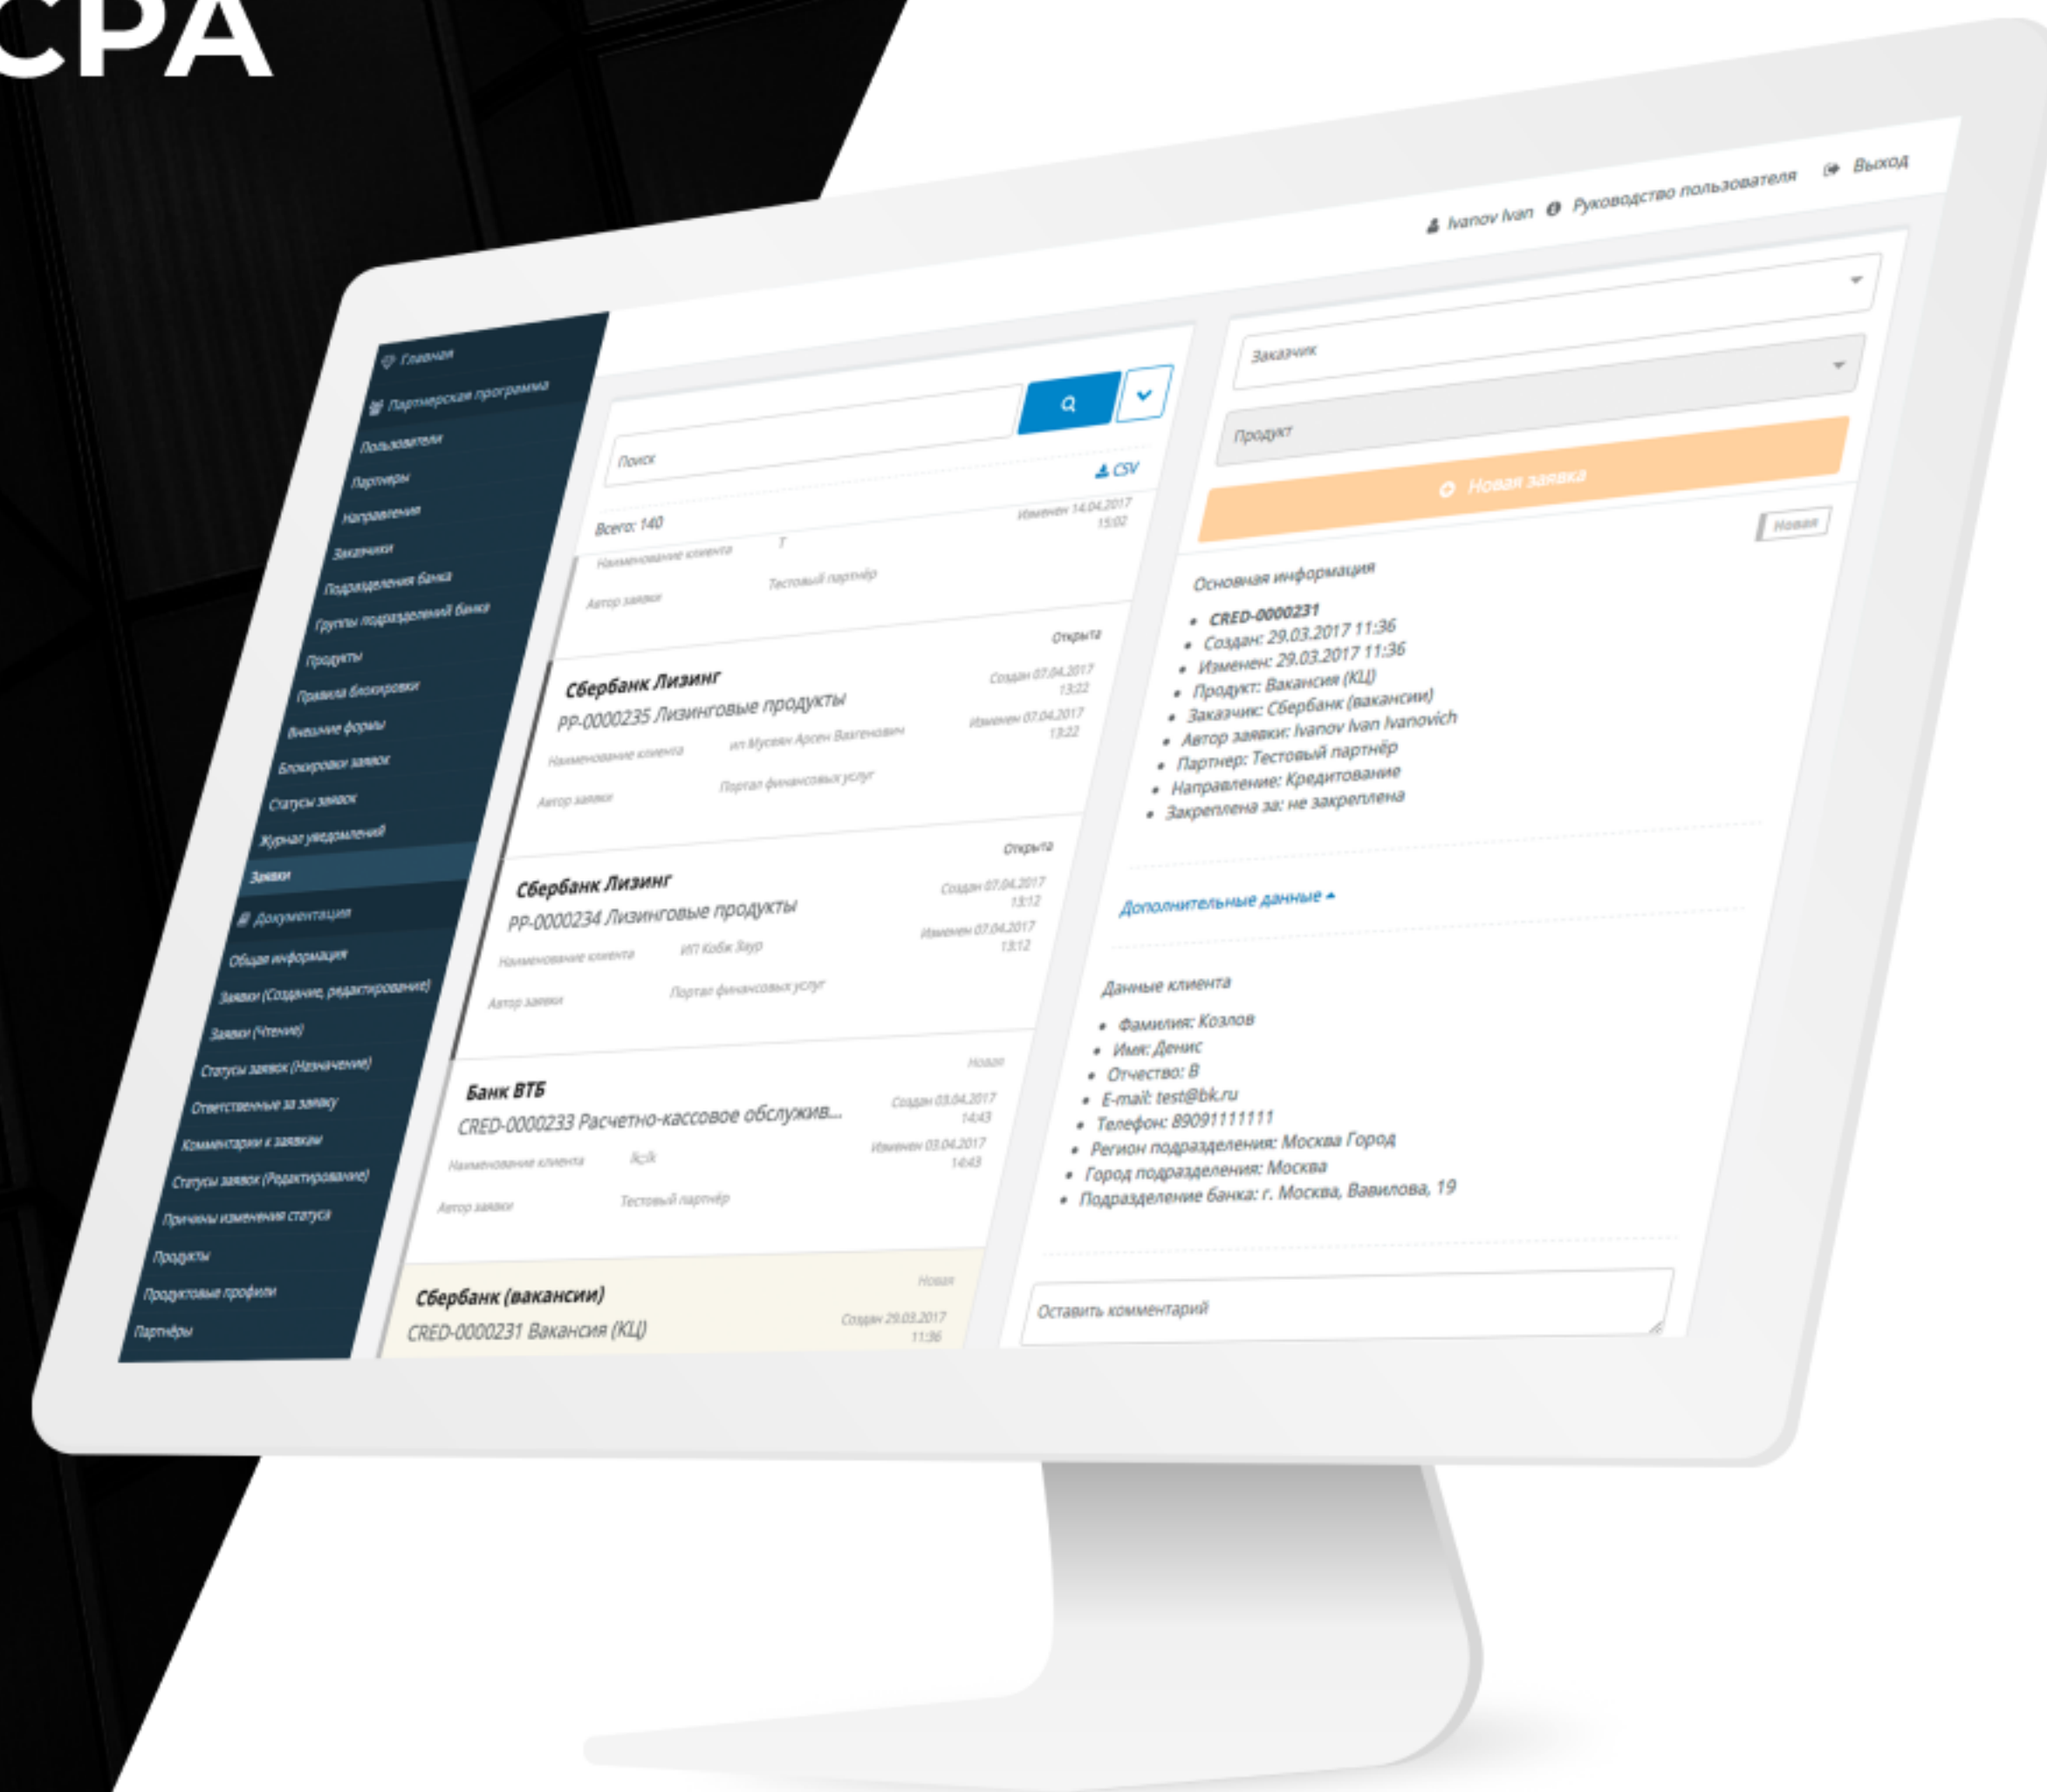 CPA
Ivanov Ivan
Руководство пользователя
Выход
Главная
Партнерская программа
Пользователи
Партнеры
Направления
Заказчики
Подразделения банка
Группы подразделений банка
Продукты
Правила блокировки
Внешние формы
Блокировки заявок
Статусы заявок
Журнал уведомлений
Заявки
Документация
Общая информация
Заявки (Создание, редактирование)
Заявки (Чтение)
Статусы заявок (Назначение)
Ответственные за заявку
Комментарии к заявкам
Статусы заявок (Редактирование)
Причины изменения статуса
Продукты
Продуктовые профили
Партнёры
Поиск
CSV
Всего: 140
Изменен 14.04.2017
15:02
Наименование клиента Т
Автор заявки Тестовый партнёр
Открыта
Сбербанк Лизинг
PP-0000235 Лизинговые продукты
Создан 07.04.2017
13:22
Наименование клиента ип Мусеян Арсен Вазгенович
Изменен 07.04.2017
13:22
Автор заявки Портал финансовых услуг
Открыта
Сбербанк Лизинг
PP-0000234 Лизинговые продукты
Создан 07.04.2017
13:12
Наименование клиента ИП Кобж Заур
Изменен 07.04.2017
13:12
Автор заявки Портал финансовых услуг
Новая
Банк ВТБ
CRED-0000233 Расчетно-кассовое обслужив...
Создан 03.04.2017
14:43
Наименование клиента
Изменен 03.04.2017
14:43
Автор заявки Тестовый партнёр
Новая
Сбербанк (вакансии)
CRED-0000231 Вакансия (КЦ)
Создан 29.03.2017
11:36
Заказчик
Продукт
Новая заявка
Новая
Основная информация
CRED-0000231
Создан: 29.03.2017 11:36
Изменен: 29.03.2017 11:36
Продукт: Вакансия (КЦ)
Заказчик: Сбербанк (вакансии)
Автор заявки: Ivanov Ivan Ivanovich
Партнер: Тестовый партнёр
Направление: Кредитование
Закреплена за: не закреплена
Дополнительные данные
Данные клиента
Фамилия: Козлов
Имя: Денис
Отчество: В
E-mail: test@bk.ru
Телефон: 89091111111
Регион подразделения: Москва Город
Город подразделения: Москва
Подразделение банка: г. Москва, Вавилова, 19
Оставить комментарий